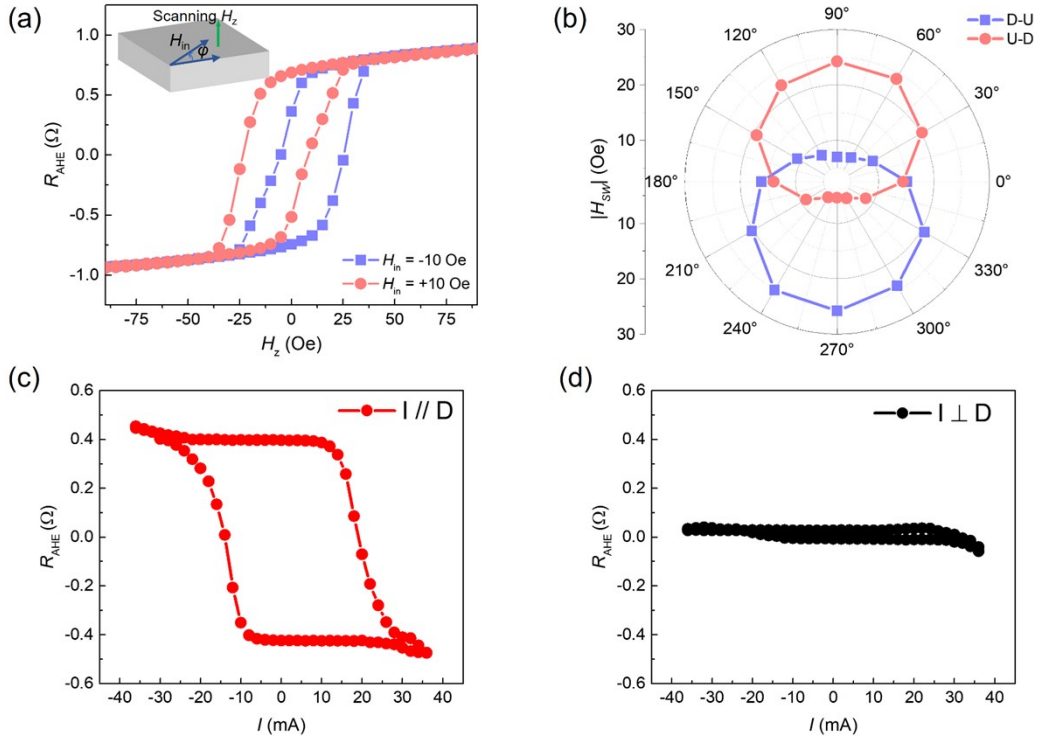 (a)
Scanning Hz
Hin
φ
RAHE (Ω)
1.0
0.5
0.0
-0.5
-1.0
Hin = -10 Oe
Hin = +10 Oe
-75 -50 -25 0 25 50 75
Hz (Oe)
(b)
D-U
U-D
|HSW| (Oe)
30
20
10
10
20
30
90°
120° 60°
150° 30°
180° 0°
210° 330°
240° 300°
270°
(c)
I // D
RAHE (Ω)
0.6
0.4
0.2
0.0
-0.2
-0.4
-0.6
-40 -30 -20 -10 0 10 20 30 40
I (mA)
(d)
I ⊥ D
RAHE (Ω)
0.6
0.4
0.2
0.0
-0.2
-0.4
-0.6
-40 -30 -20 -10 0 10 20 30 40
I (mA)